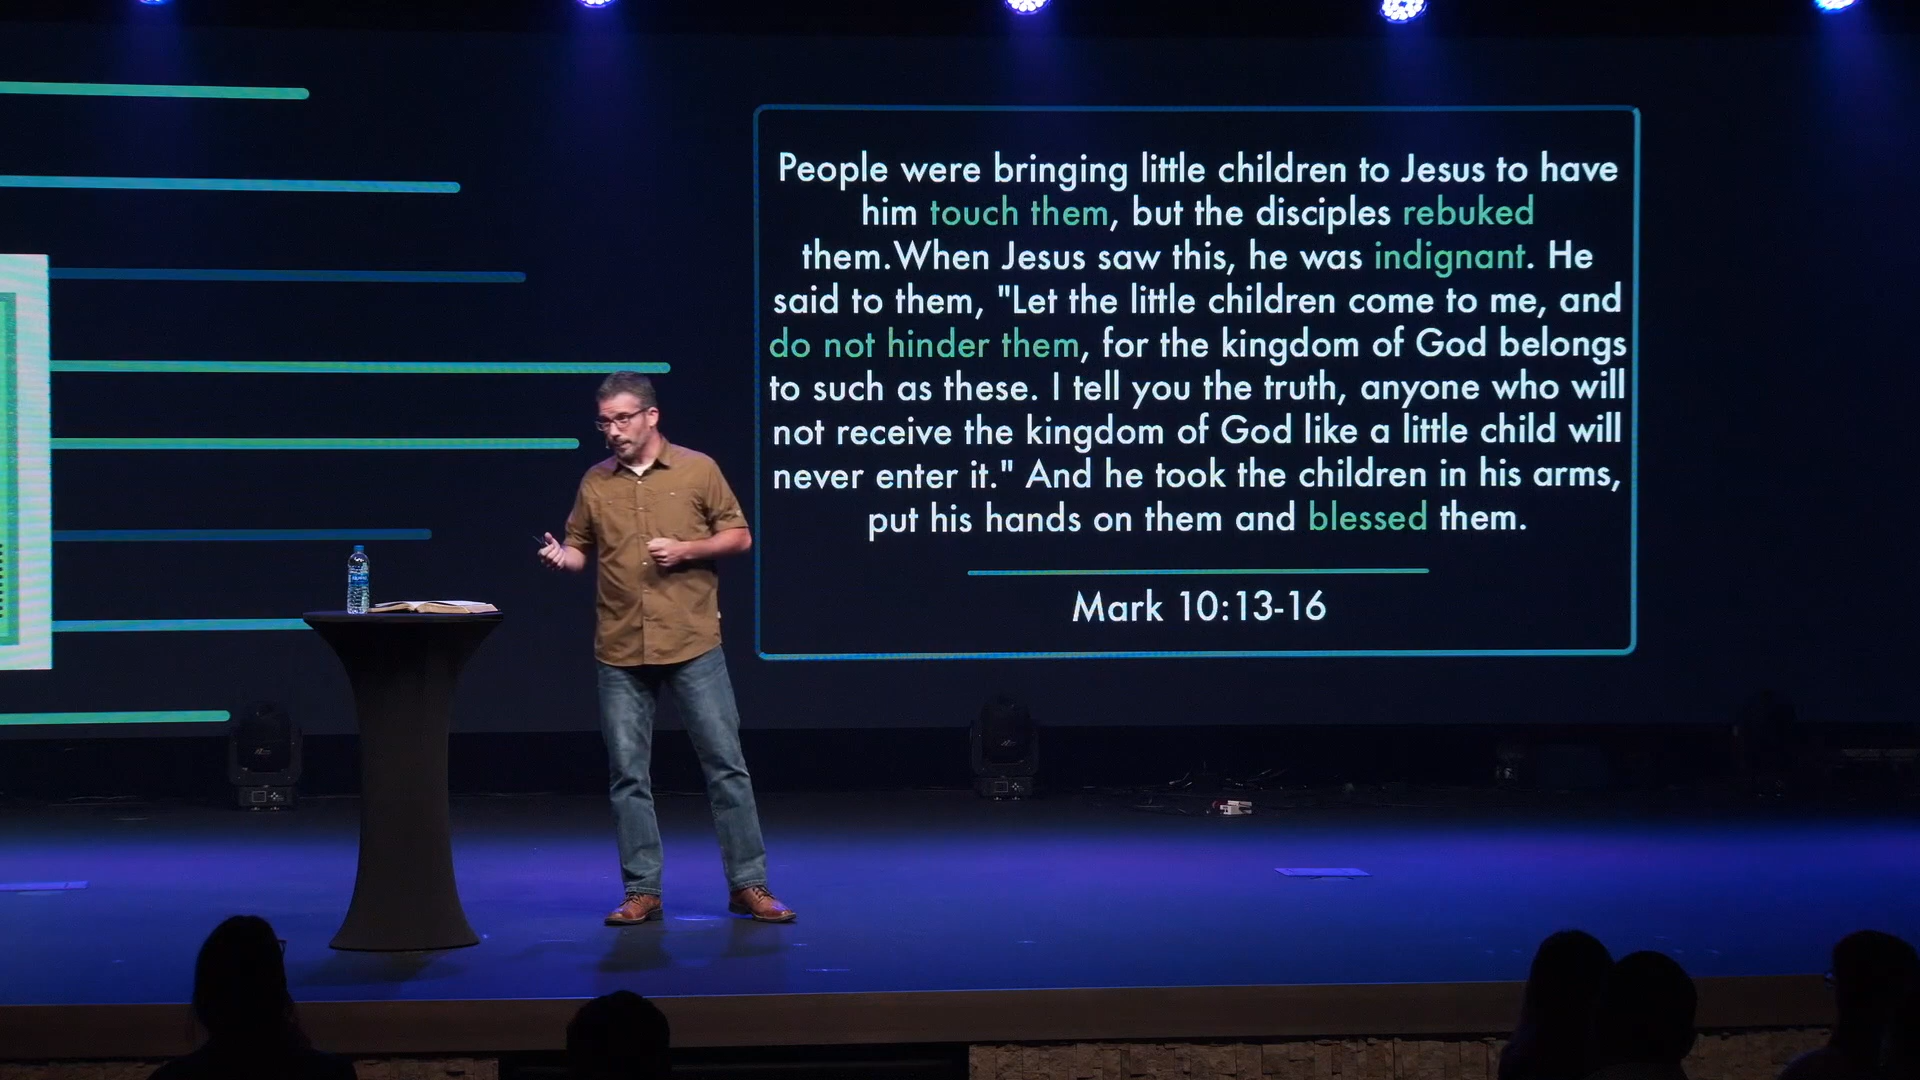 People were bringing little children to Jesus to have
him touch them, but the disciples rebuked
them.When Jesus saw this, he was indignant. He
said to them, "Let the little children come to me, and
do not hinder them, for the kingdom of God belongs
to such as these. I tell you the truth, anyone who will
not receive the kingdom of God like a little child will
never enter it." And he took the children in his arms,
put his hands on them and blessed them.
Mark 10:13-16